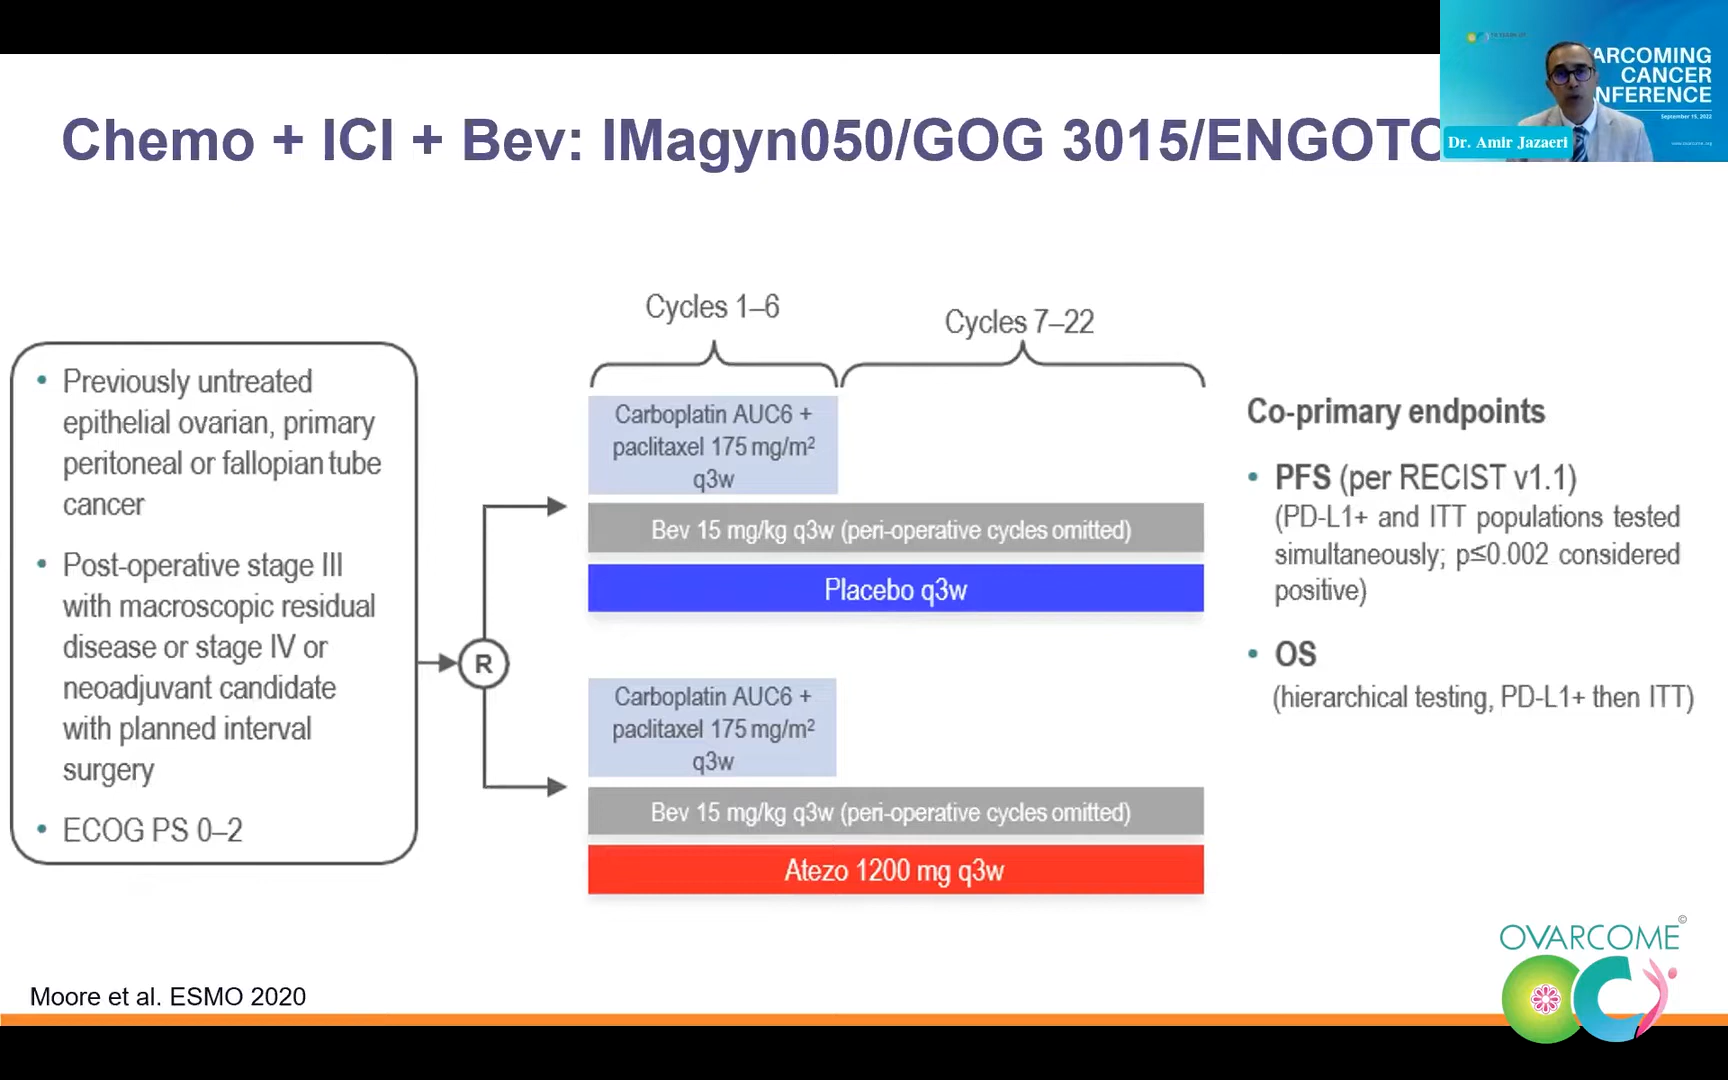 Chemo + ICI + Bev: IMagyn050/GOG 3015/ENGOTO
ARCOMING
CANCER
NFERENCE
September 15, 2022
Dr. Amir Jazaeri
Cycles 1–6
Cycles 7–22
• Previously untreated
epithelial ovarian, primary
peritoneal or fallopian tube
cancer
• Post-operative stage III
with macroscopic residual
disease or stage IV or
neoadjuvant candidate
with planned interval
surgery
• ECOG PS 0–2
R
Carboplatin AUC6 +
paclitaxel 175 mg/m²
q3w
Bev 15 mg/kg q3w (peri-operative cycles omitted)
Placebo q3w
Carboplatin AUC6 +
paclitaxel 175 mg/m²
q3w
Bev 15 mg/kg q3w (peri-operative cycles omitted)
Atezo 1200 mg q3w
Co-primary endpoints
• PFS (per RECIST v1.1)
(PD-L1+ and ITT populations tested
simultaneously; p≤0.002 considered
positive)
• OS
(hierarchical testing, PD-L1+ then ITT)
Moore et al. ESMO 2020
OVARCOME ©